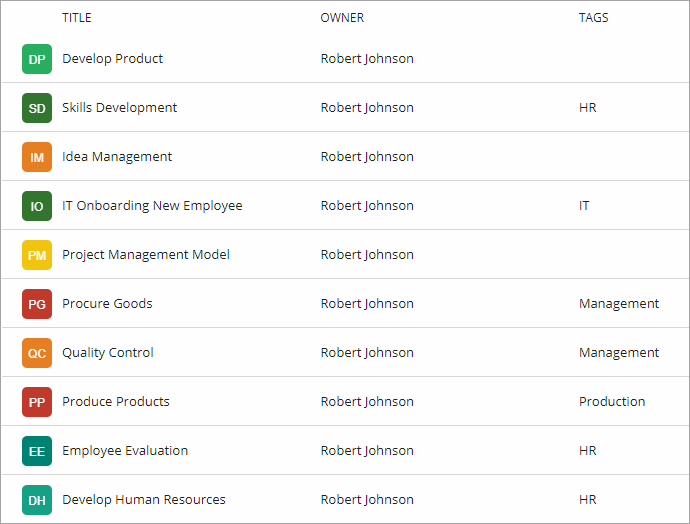 TITLE OWNER TAGS
DP Develop Product Robert Johnson
SD Skills Development Robert Johnson HR
IM Idea Management Robert Johnson
IO IT Onboarding New Employee Robert Johnson IT
PM Project Management Model Robert Johnson
PG Procure Goods Robert Johnson Management
QC Quality Control Robert Johnson Management
PP Produce Products Robert Johnson Production
EE Employee Evaluation Robert Johnson HR
DH Develop Human Resources Robert Johnson HR